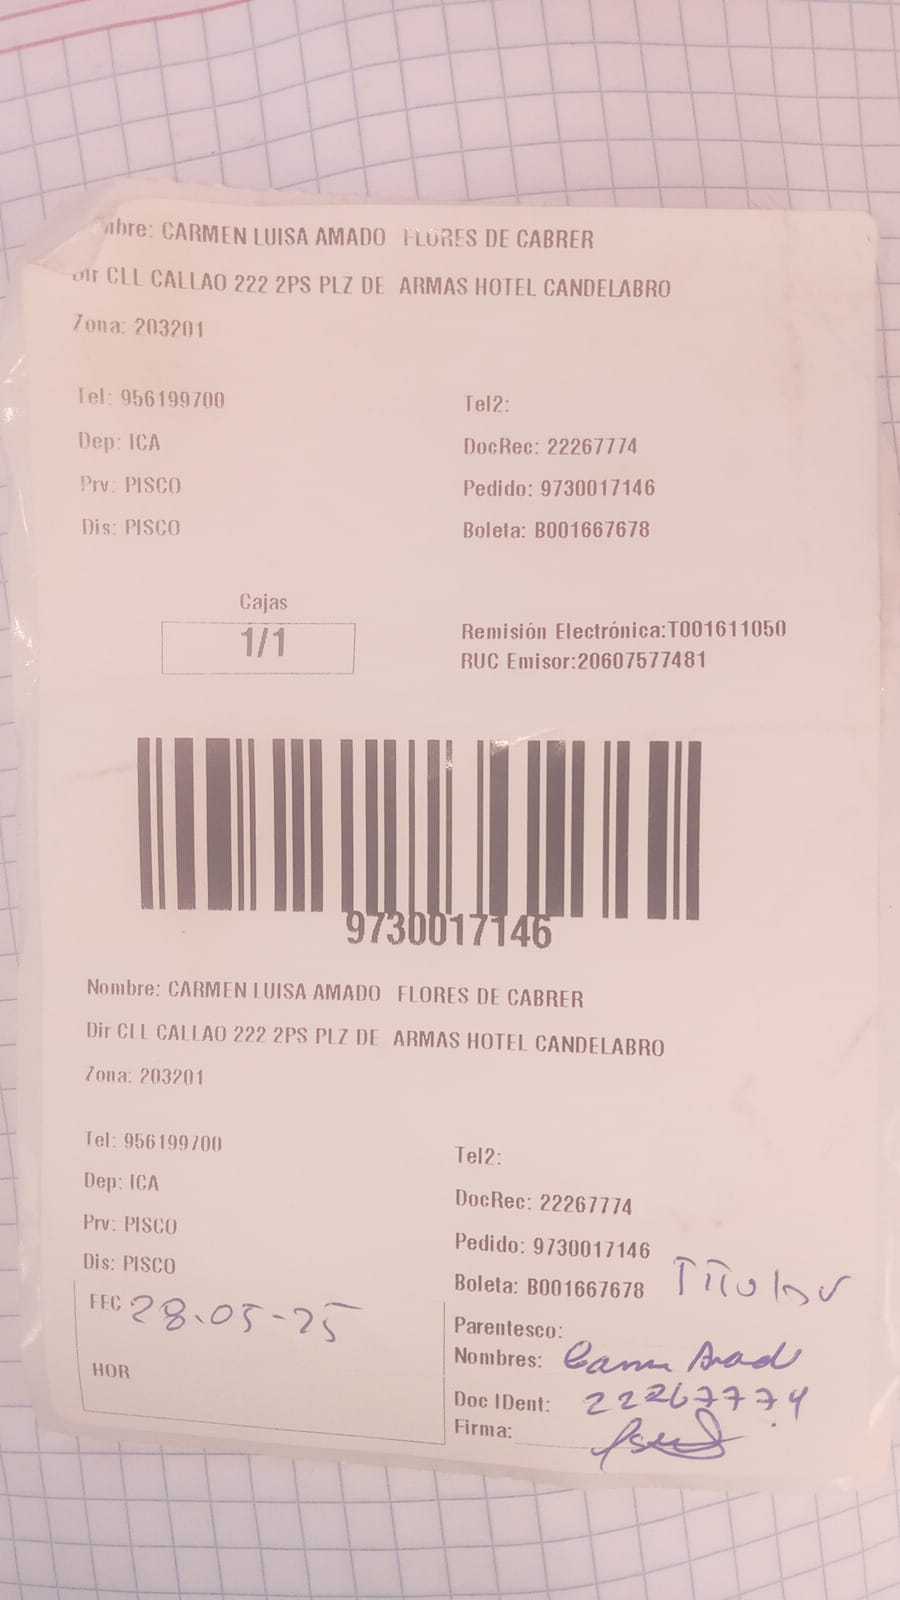 mbre: CARMEN LUISA AMADO FLORES DE CABRER
Dir CLL CALLAO 222 2PS PLZ DE ARMAS HOTEL CANDELABRO
Zona: 203201
Tel: 956199700 Tel2:
Dep: ICA DocRec: 22267774
Prv: PISCO Pedido: 9730017146
Dis: PISCO Boleta: B001667678
Cajas
1/1
Remisión Electrónica:T001611050
RUC Emisor:20607577481
9730017146
Nombre: CARMEN LUISA AMADO FLORES DE CABRER
Dir CLL CALLAO 222 2PS PLZ DE ARMAS HOTEL CANDELABRO
Zona: 203201
Tel: 956199700 Tel2:
Dep: ICA DocRec: 22267774
Prv: PISCO Pedido: 9730017146
Dis: PISCO Boleta: B001667678 Titular
FEC 28.05-25 Parentesco:
Nombres: Carmen Amado
HOR Doc IDent: 22267774
Firma: